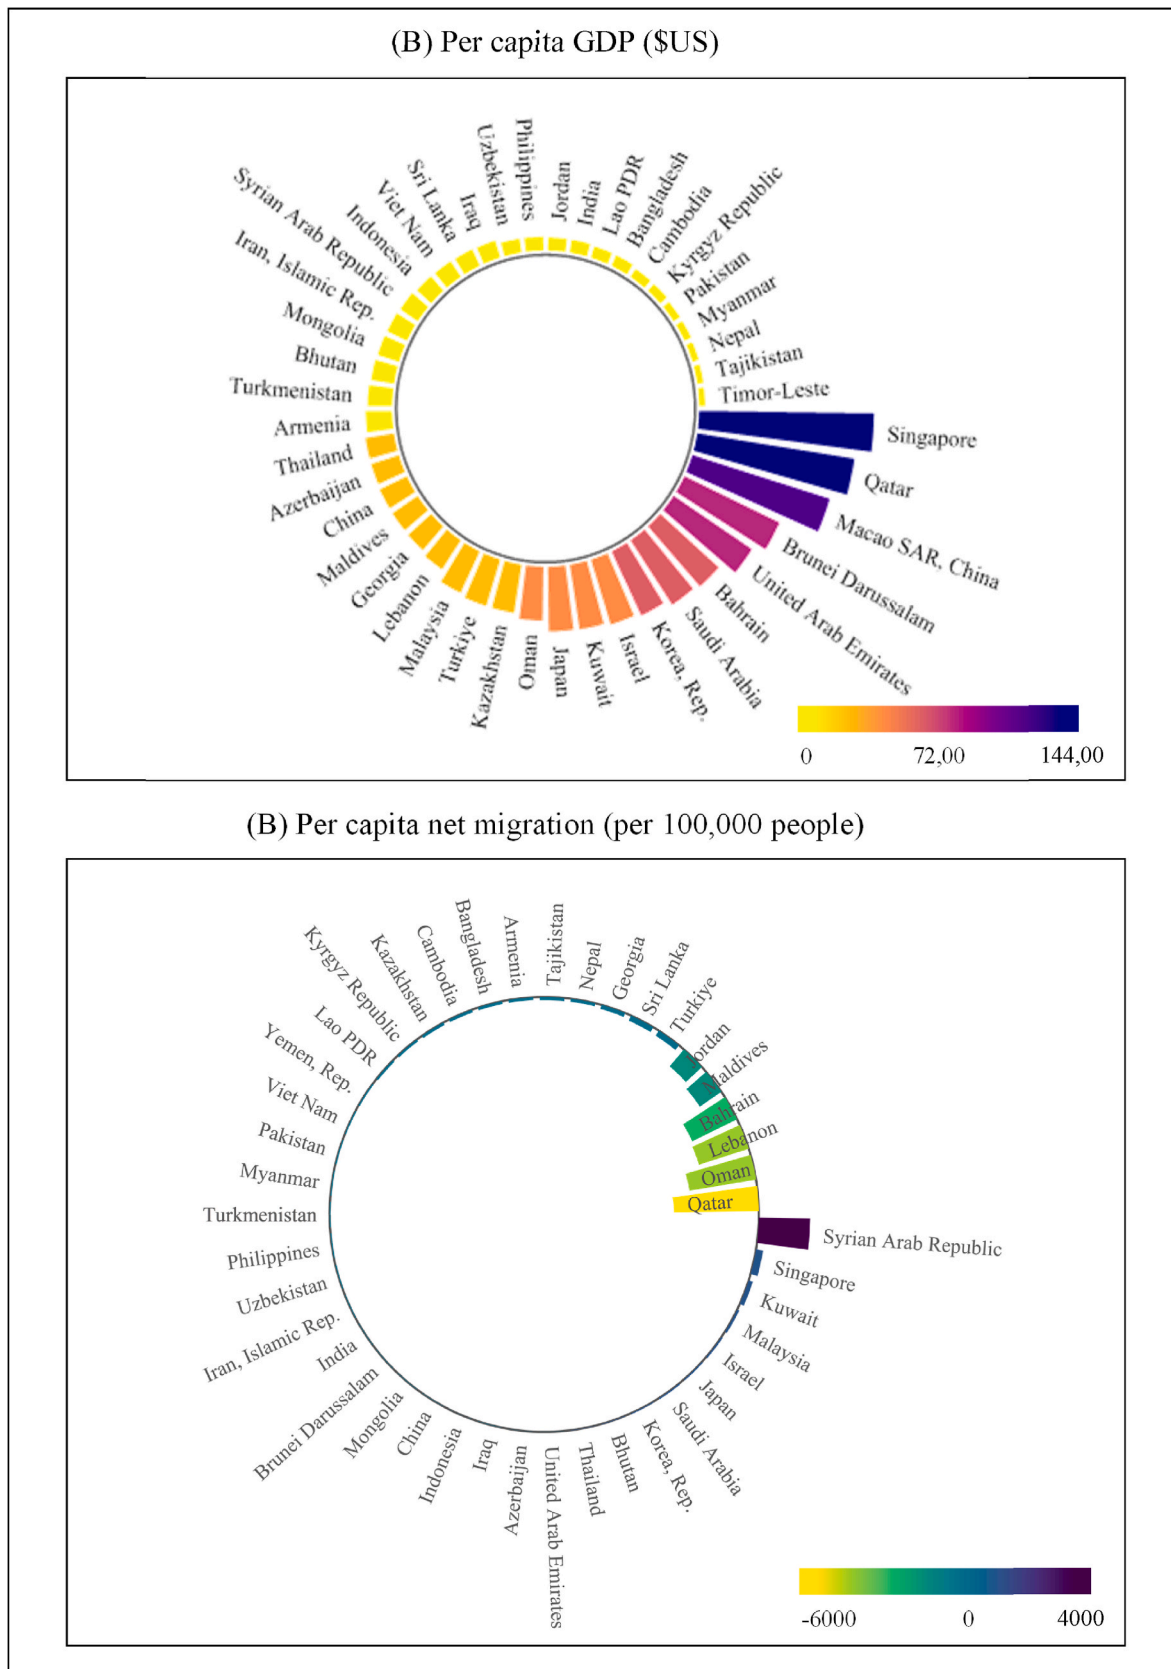 (B) Per capita GDP ($US)
Singapore
Qatar
Macao SAR, China
Brunei Darussalam
United Arab Emirates
Bahrain
Saudi Arabia
Korea, Rep.
Israel
Kuwait
Japan
Oman
Kazakhstan
Turkiye
Malaysia
Lebanon
Georgia
Maldives
China
Azerbaijan
Thailand
Armenia
Turkmenistan
Bhutan
Mongolia
Iran, Islamic Rep.
Syrian Arab Republic
Indonesia
Viet Nam
Sri Lanka
Iraq
Uzbekistan
Philippines
Jordan
India
Lao PDR
Bangladesh
Cambodia
Kyrgyz Republic
Pakistan
Myanmar
Nepal
Tajikistan
Timor-Leste
0 72,00 144,00
(B) Per capita net migration (per 100,000 people)
Syrian Arab Republic
Singapore
Kuwait
Malaysia
Israel
Japan
Saudi Arabia
Korea, Rep.
Bhutan
Thailand
United Arab Emirates
Azerbaijan
Iraq
Indonesia
China
Mongolia
Brunei Darussalam
India
Iran, Islamic Rep.
Uzbekistan
Philippines
Turkmenistan
Myanmar
Pakistan
Viet Nam
Yemen, Rep.
Lao PDR
Kyrgyz Republic
Kazakhstan
Cambodia
Bangladesh
Armenia
Tajikistan
Nepal
Georgia
Sri Lanka
Turkiye
Jordan
Maldives
Bahrain
Lebanon
Oman
Qatar
-6000 0 4000